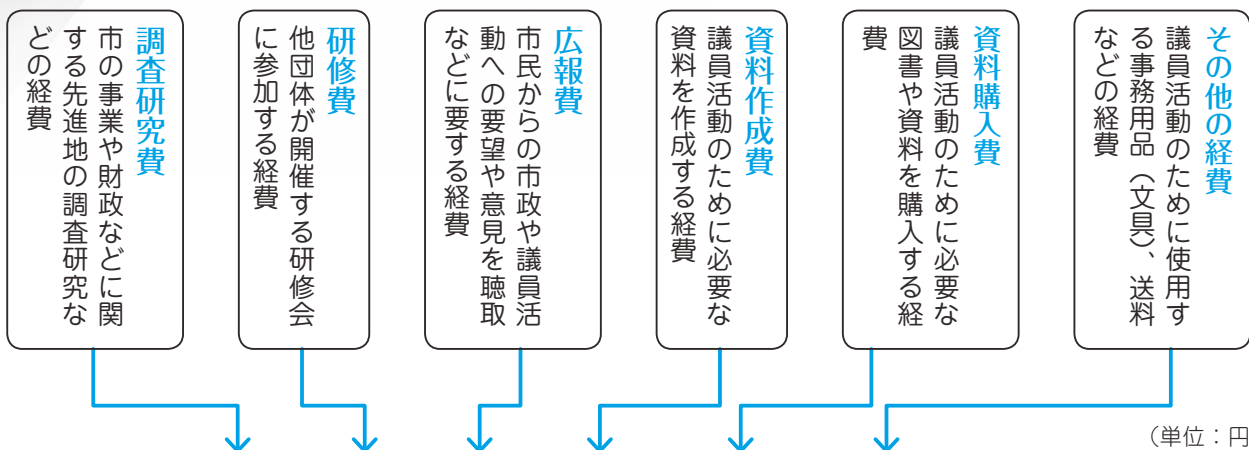 調査研究費
市の事業や財政などに関
する先進地の調査研究な
どの経費
研修費
他団体が開催する研修会
に参加する経費
広報費
市民からの市政や議員活
動への要望や意見を聴取
などに要する経費
資料作成費
議員活動のために必要な
資料を作成する経費
資料購入費
議員活動のために必要な
図書や資料を購入する経
費
その他の経費
議員活動のために使用す
る事務用品（文具）、送料
などの経費
（単位：円